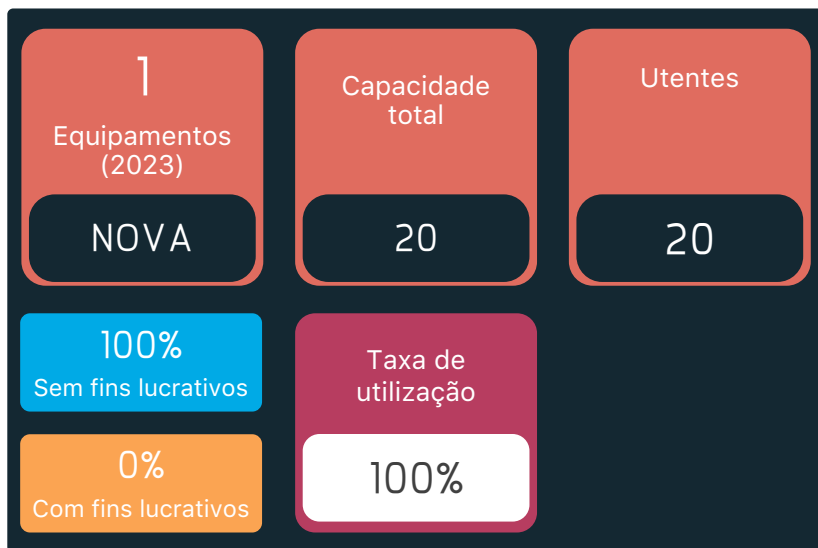 1
Equipamentos
(2023)
NOVA
Capacidade
total
20
Utentes
20
100%
Sem fins lucrativos
0%
Com fins lucrativos
Taxa de
utilização
100%